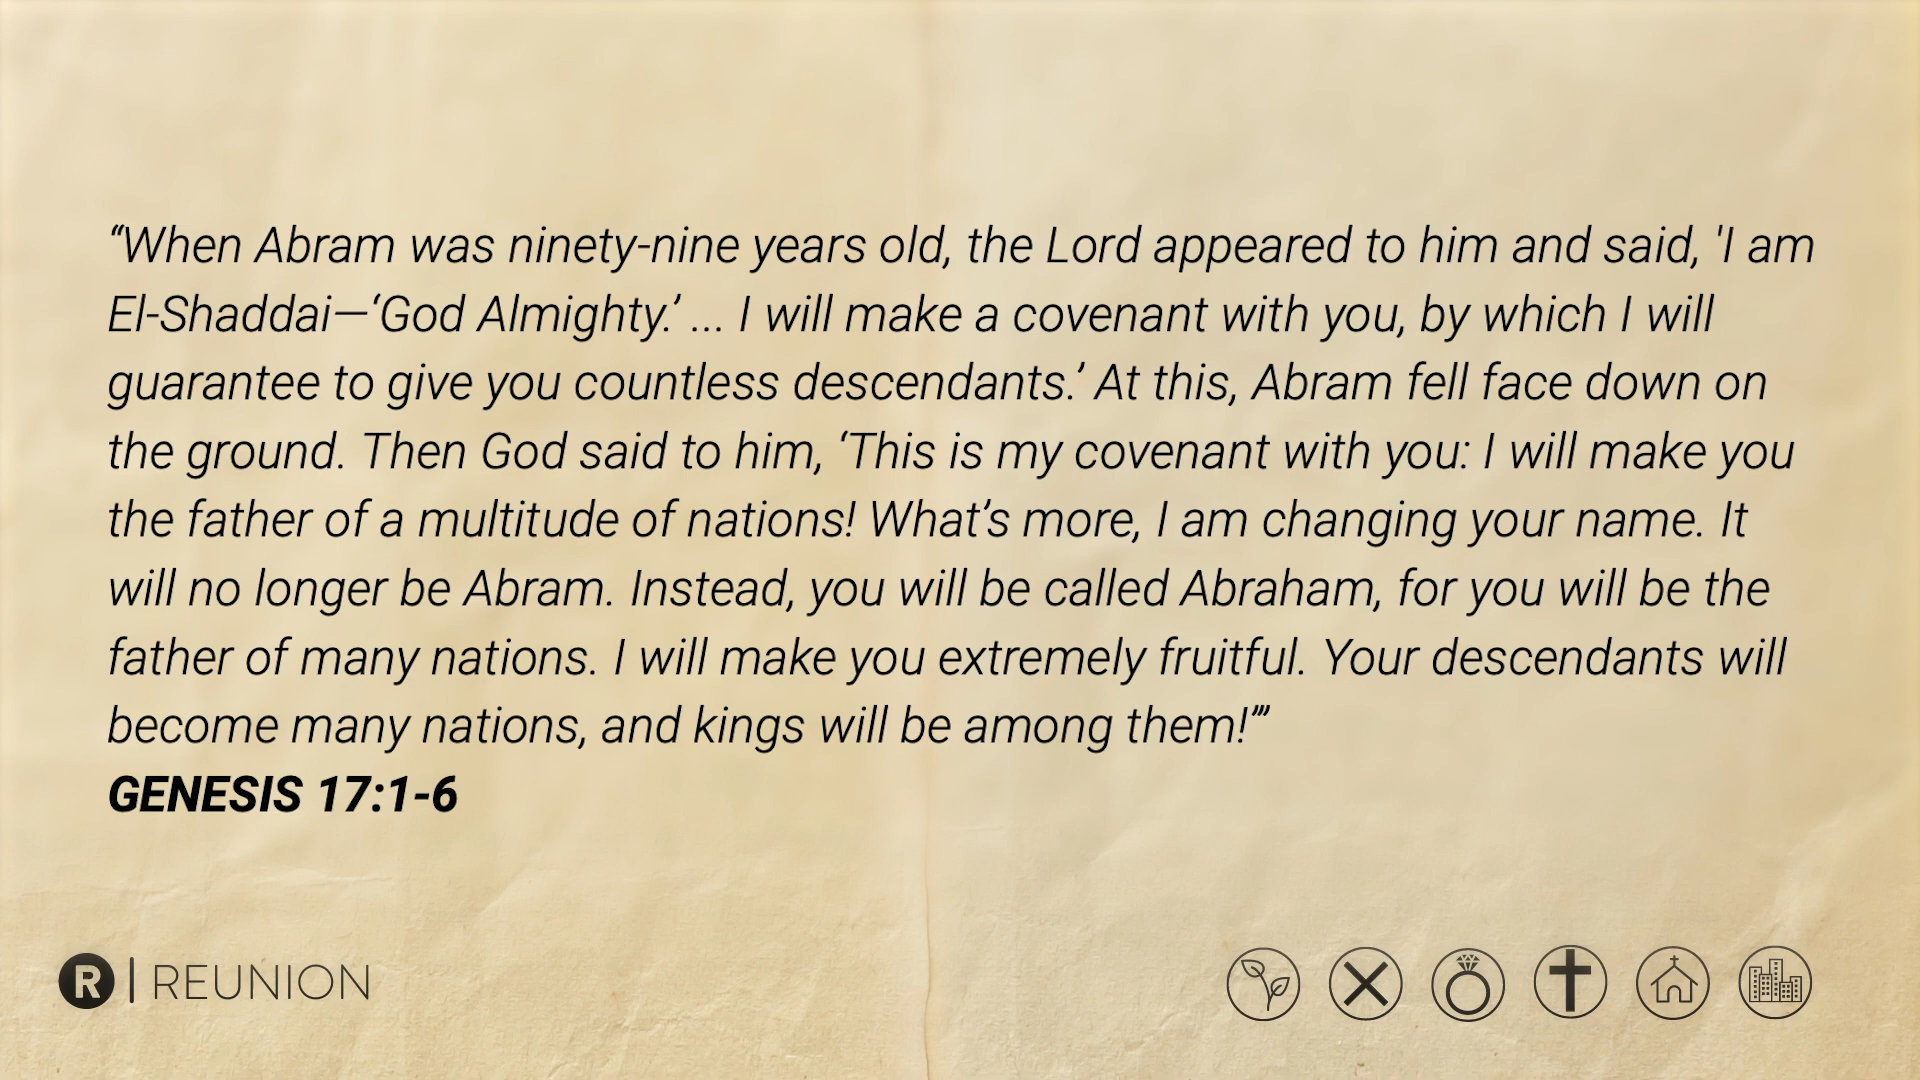 “When Abram was ninety-nine years old, the Lord appeared to him and said, 'I am
El-Shaddai—‘God Almighty.’ ... I will make a covenant with you, by which I will
guarantee to give you countless descendants.’ At this, Abram fell face down on
the ground. Then God said to him, ‘This is my covenant with you: I will make you
the father of a multitude of nations! What’s more, I am changing your name. It
will no longer be Abram. Instead, you will be called Abraham, for you will be the
father of many nations. I will make you extremely fruitful. Your descendants will
become many nations, and kings will be among them!’”
GENESIS 17:1-6
R | REUNION